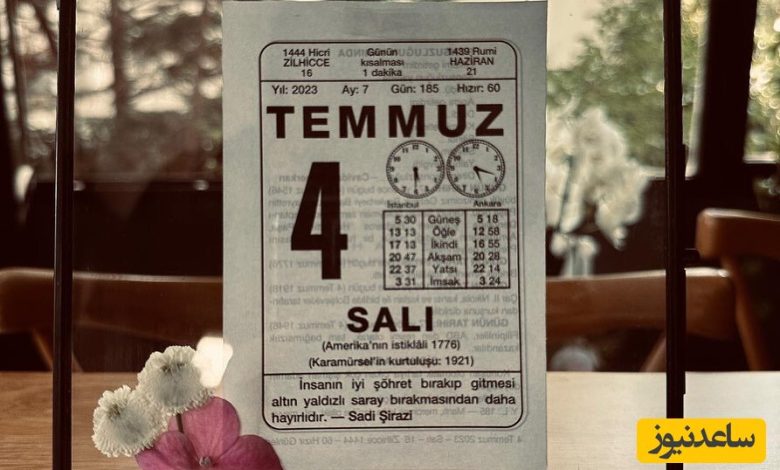 1444 Hicri Günün 1439 Rumi
ZİLHİCCE kısalması HAZİRAN
16 1 dakika 21
Yıl: 2023 Ay: 7 Gün: 185 Hızır: 60
TEMMUZ
4
İstanbul Ankara
5 30 Güneş 5 18
13 13 Öğle 12 58
17 13 İkindi 16 55
20 47 Akşam 20 28
22 37 Yatsı 22 14
3 31 İmsak 3 24
SALI
(Amerika'nın istiklâli 1776)
(Karamürsel'in kurtuluşu: 1921)
İnsanın iyi şöhret bırakıp gitmesi
altın yaldızlı saray bırakmasından daha
hayırlıdır. — Sadi Şirazi
ساعدنیوز